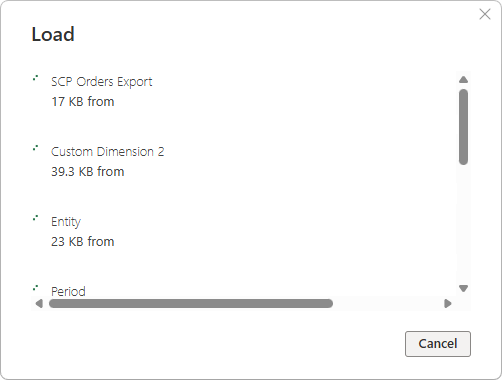 Load
SCP Orders Export
17 KB from
Custom Dimension 2
39.3 KB from
Entity
23 KB from
Period
Cancel